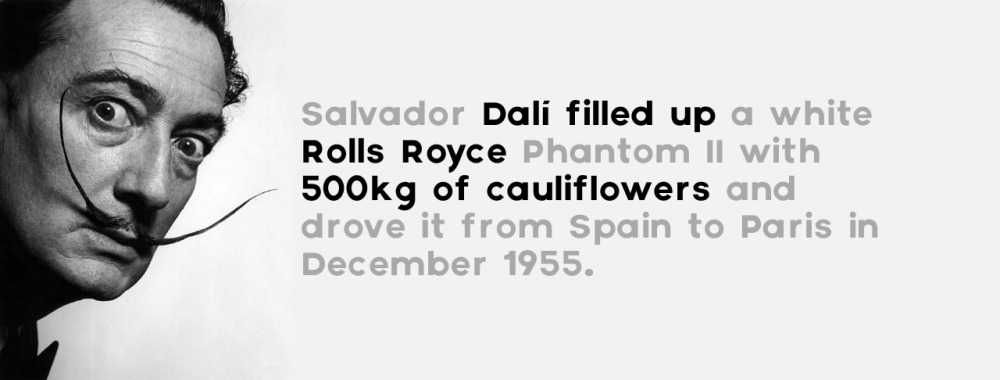 Salvador Dalí filled up a white
Rolls Royce Phantom II with
500kg of cauliflowers and
drove it from Spain to Paris in
December 1955.